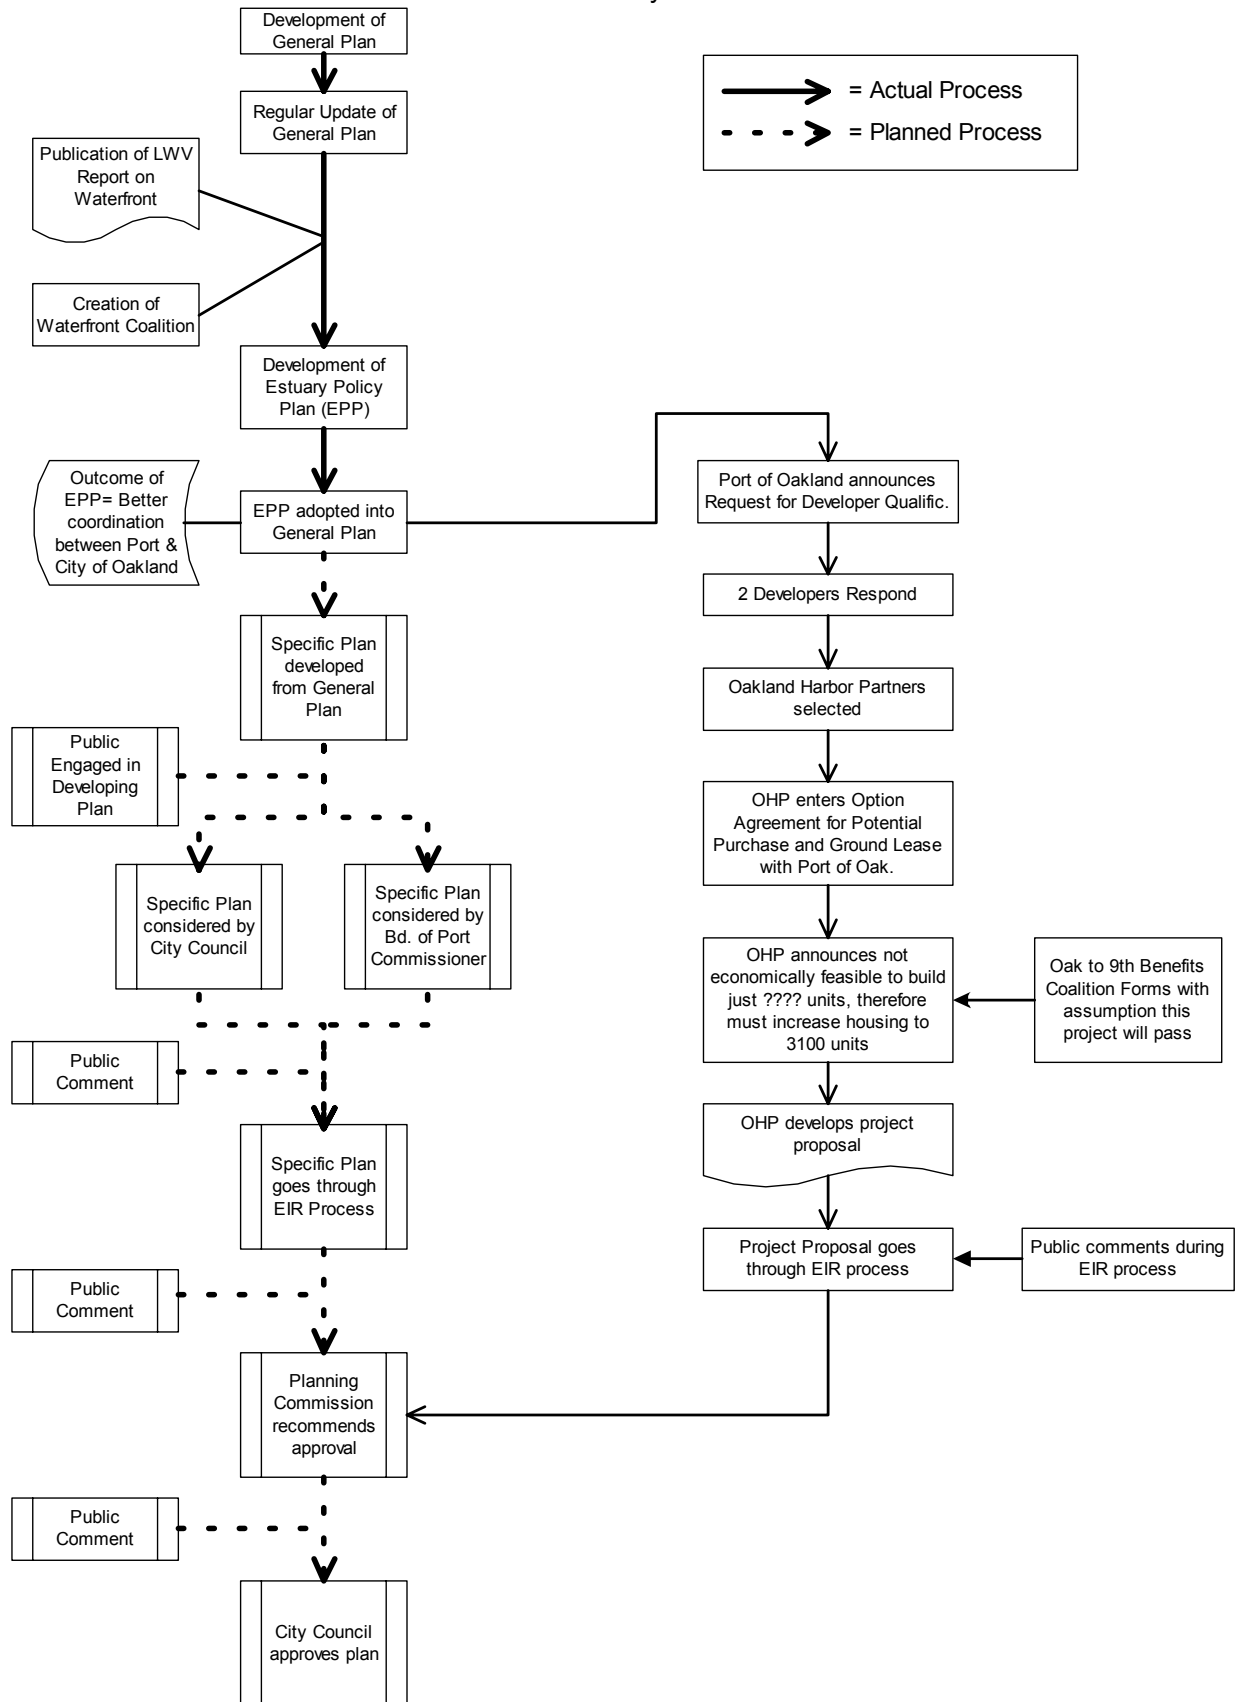 Development of
General Plan
Regular Update of
General Plan
= Actual Process
= Planned Process
Publication of LWV
Report on
Waterfront
Creation of
Waterfront Coalition
Development of
Estuary Policy
Plan (EPP)
Outcome of
EPP= Better
coordination
between Port &
City of Oakland
EPP adopted into
General Plan
Port of Oakland announces
Request for Developer Qualific.
2 Developers Respond
Oakland Harbor Partners
selected
OHP enters Option
Agreement for Potential
Purchase and Ground Lease
with Port of Oak.
OHP announces not
economically feasible to build
just ???? units, therefore
must increase housing to
3100 units
Oak to 9th Benefits
Coalition Forms with
assumption this
project will pass
OHP develops project
proposal
Project Proposal goes
through EIR process
Public comments during
EIR process
Specific Plan
developed
from General
Plan
Public
Engaged in
Developing
Plan
Specific Plan
considered by
City Council
Specific Plan
considered by
Bd. of Port
Commissioner
Public
Comment
Specific Plan
goes through
EIR Process
Public
Comment
Planning
Commission
recommends
approval
Public
Comment
City Council
approves plan